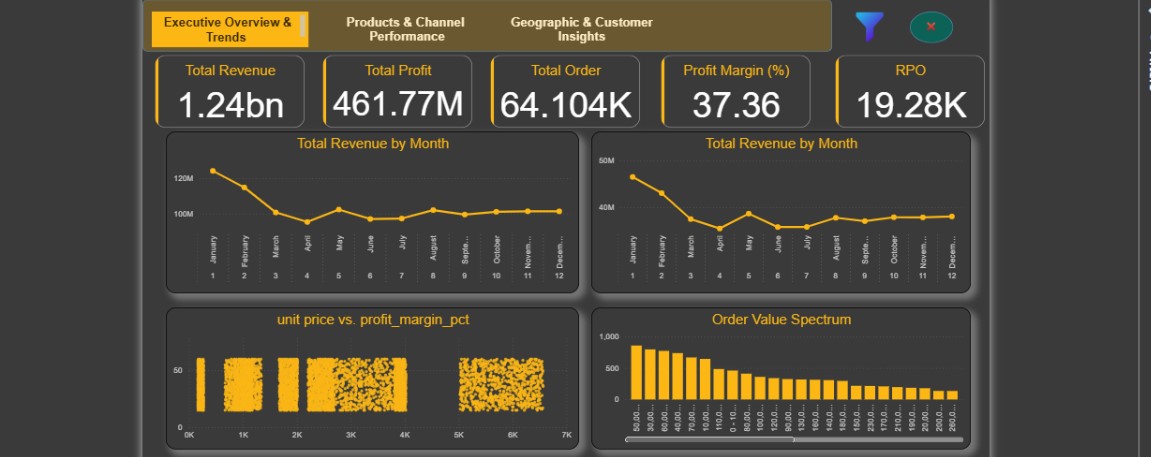 Executive Overview &
Trends
Products & Channel
Performance
Geographic & Customer
Insights
Total Revenue
1.24bn
Total Profit
461.77M
Total Order
64.104K
Profit Margin (%)
37.36
RPO
19.28K
Total Revenue by Month
120M
100M
January
February
March
April
May
June
July
August
Septe...
October
Novem...
Decem...
1 2 3 4 5 6 7 8 9 10 11 12
Total Revenue by Month
50M
40M
January
February
March
April
May
June
July
August
Septe...
October
Novem...
Decem...
1 2 3 4 5 6 7 8 9 10 11 12
unit price vs. profit_margin_pct
50
0
0K 1K 2K 3K 4K 5K 6K 7K
Order Value Spectrum
1,000
500
0
50,00...
30,00...
60,00...
40,00...
70,00...
10,00...
110,0...
0 - 10...
80,00...
100,0...
120,0...
90,00...
130,0...
160,0...
140,0...
180,0...
150,0...
230,0...
170,0...
210,0...
190,0...
20,00...
200,0...
260,0...